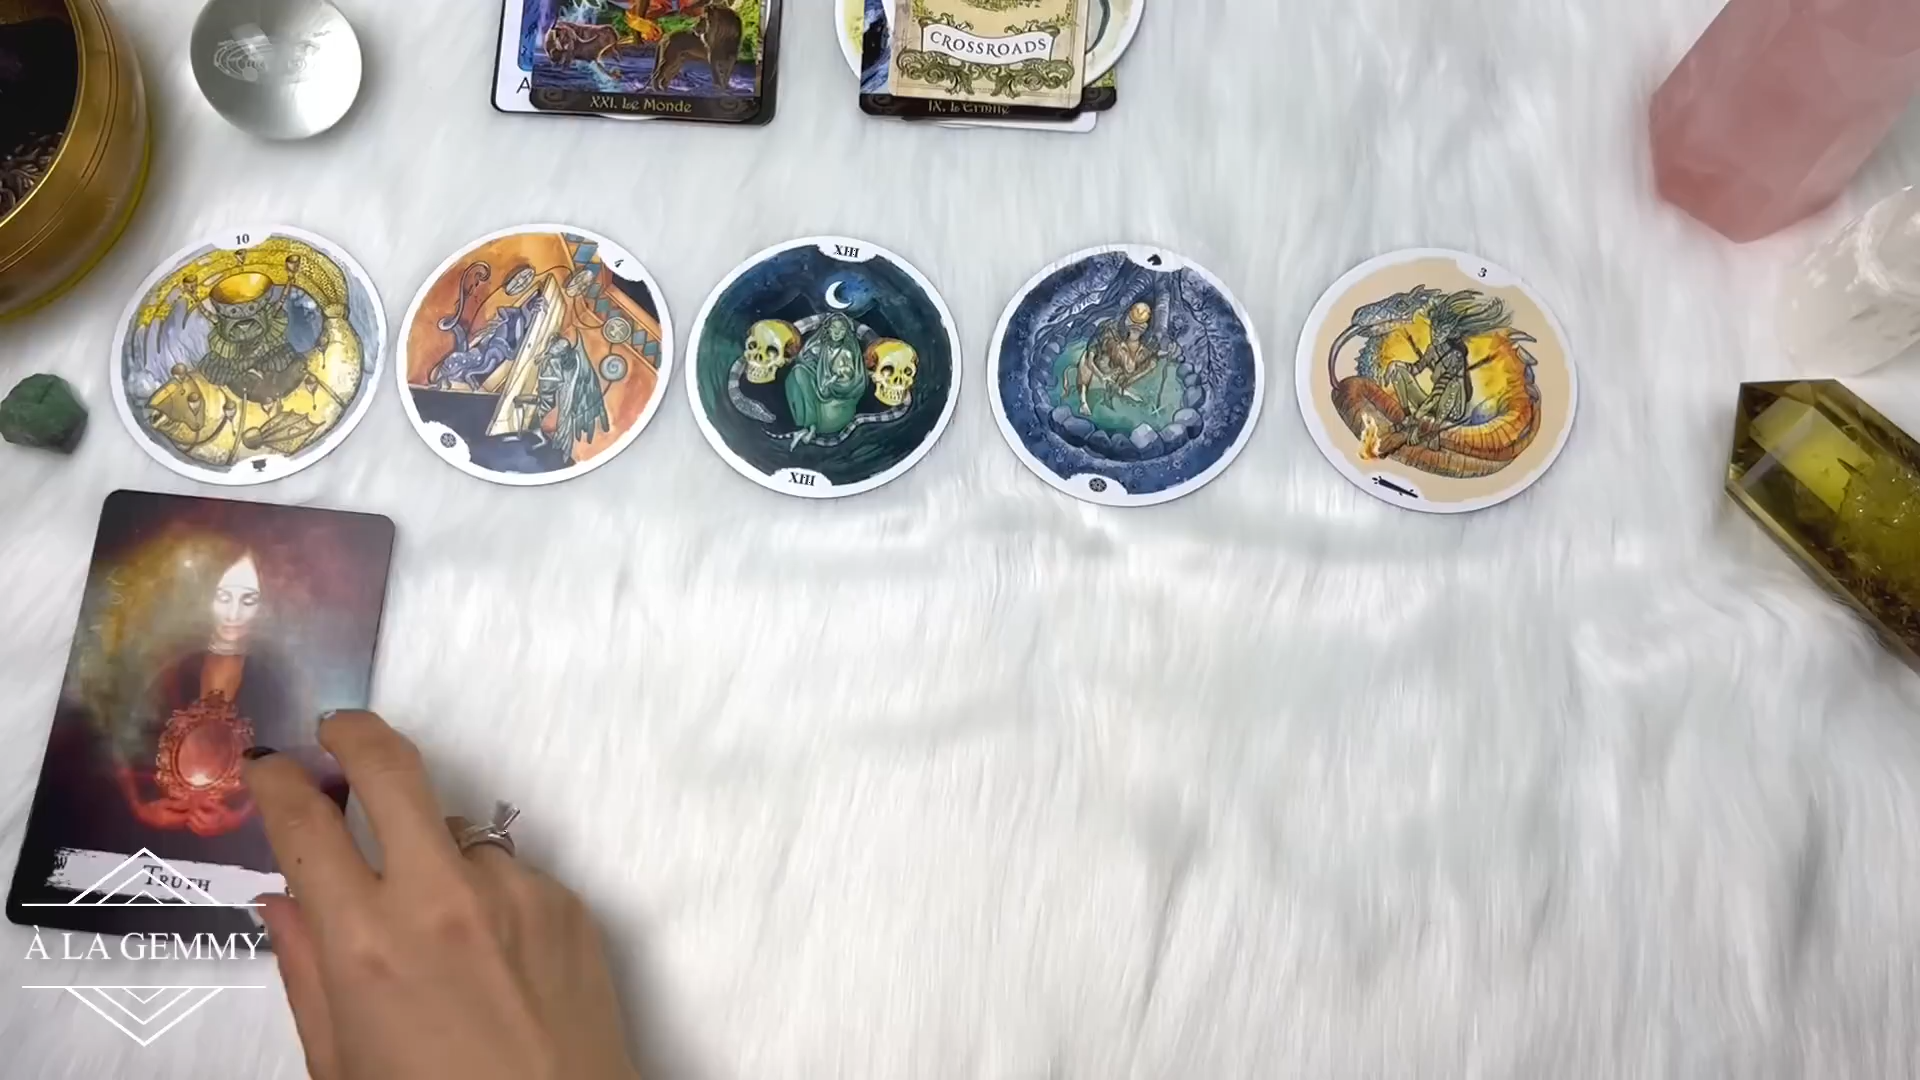 XXI. Le Monde
CROSSROADS
IX. L'Ermite
10
4
XIII
XIII
3
TRUTH
À LA GEMMY